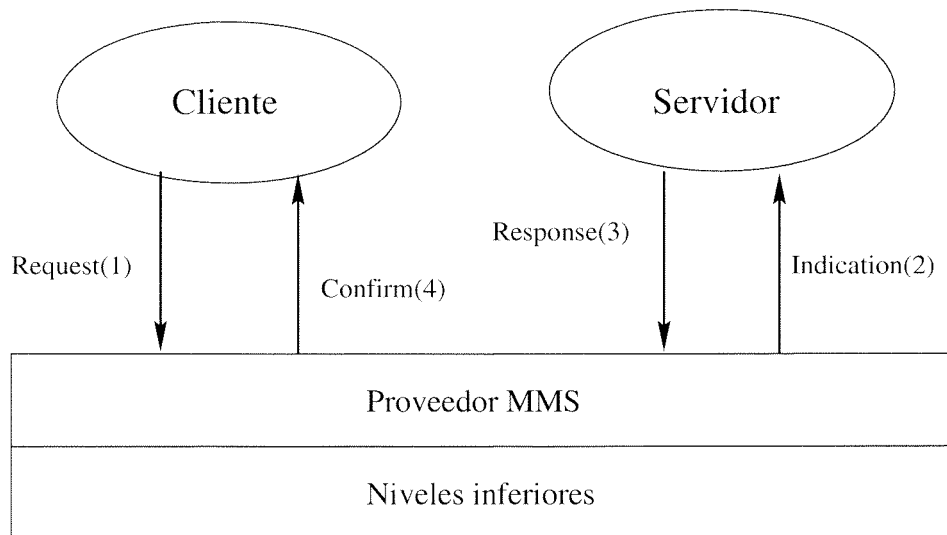 Cliente
Servidor
Request(1)
Confirm(4)
Response(3)
Indication(2)
Proveedor MMS
Niveles inferiores